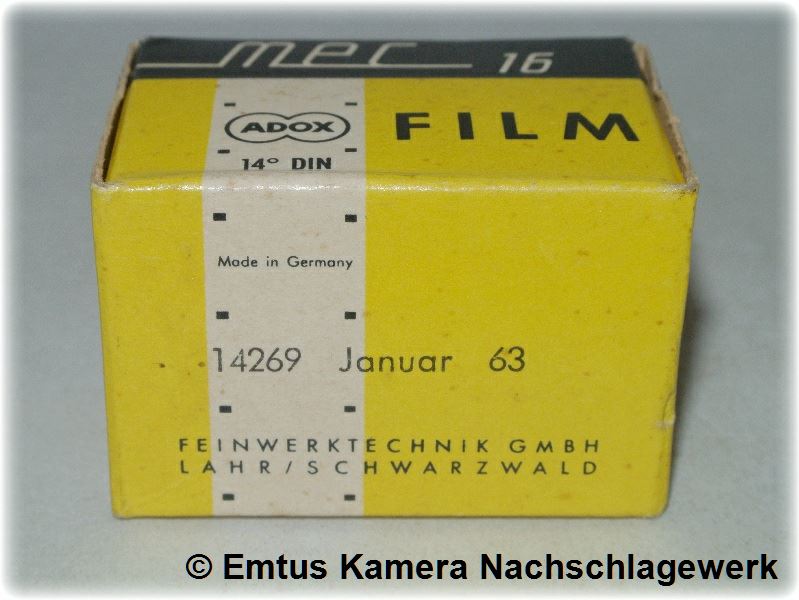 mec 16
ADOX FILM
14° DIN
Made in Germany
14269 Januar 63
FEINWERKTECHNIK GMBH
LAHR/SCHWARZWALD
© Emtus Kamera Nachschlagewerk